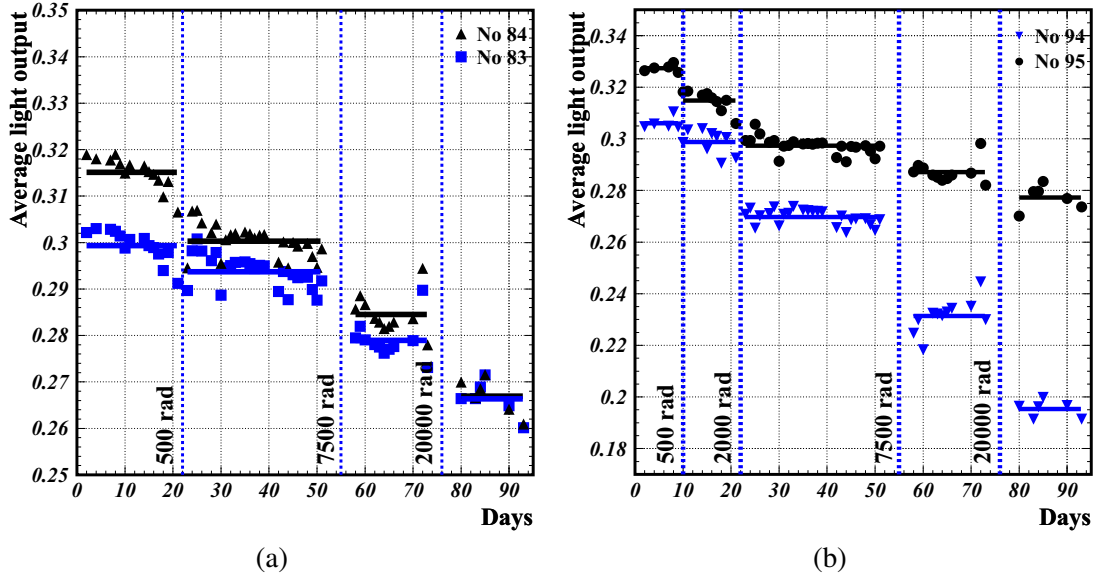 Average light output
0.35
0.34
0.33
0.32
0.31
0.3
0.29
0.28
0.27
0.26
0.25
No 84
No 83
500 rad
7500 rad
20000 rad
0 10 20 30 40 50 60 70 80 90
Days
(a)
Average light output
0.34
0.32
0.3
0.28
0.26
0.24
0.22
0.2
0.18
No 94
No 95
500 rad
2000 rad
7500 rad
20000 rad
0 10 20 30 40 50 60 70 80 90
Days
(b)